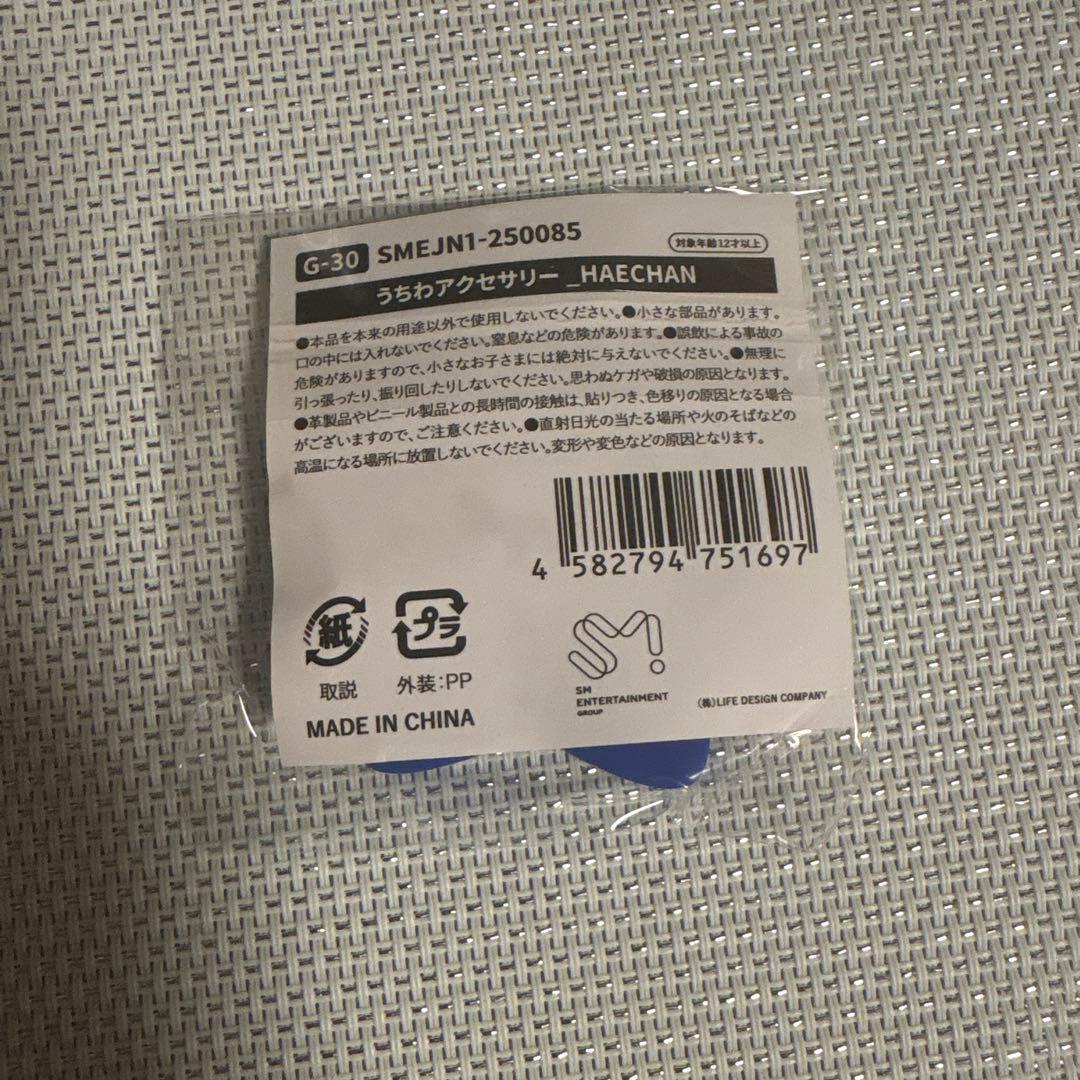 G-30 SMEJN1-250085 対象年齢12才以上
うちわアクセサリー_HAECHAN
●本品を本来の用途以外で使用しないでください。●小さな部品があります。
口の中には入れないでください。窒息などの危険があります。●誤飲による事故の
危険がありますので、小さなお子さまには絶対に与えないでください。●無理に
引っ張ったり、振り回したりしないでください。思わぬケガや破損の原因となります。
●革製品やビニール製品との長時間の接触は、貼りつき、色移りの原因となる場合
がございますので、ご注意ください。●直射日光の当たる場所や火のそばなどの
高温になる場所に放置しないでください。変形や変色などの原因となります。
4 582794 751697
紙
プラ
取説
外装:PP
MADE IN CHINA
SM
SM
ENTERTAINMENT
GROUP
(株)LIFE DESIGN COMPANY